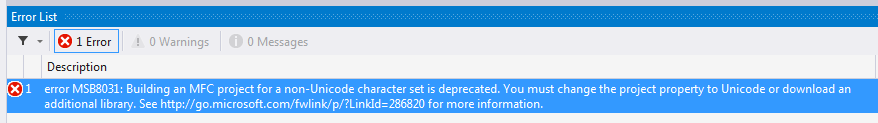 Error List
1 Error 0 Warnings 0 Messages
Description
1 error MSB8031: Building an MFC project for a non-Unicode character set is deprecated. You must change the project property to Unicode or download an
additional library. See http://go.microsoft.com/fwlink/p/?LinkId=286820 for more information.